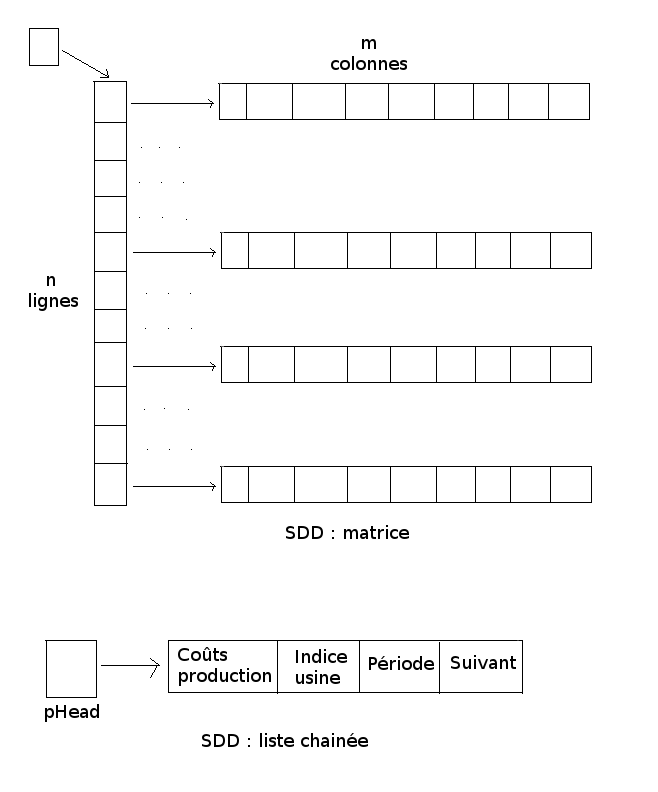 m
colonnes
n
lignes
SDD : matrice
Coûts
production
Indice
usine
Période
Suivant
pHead
SDD : liste chainée